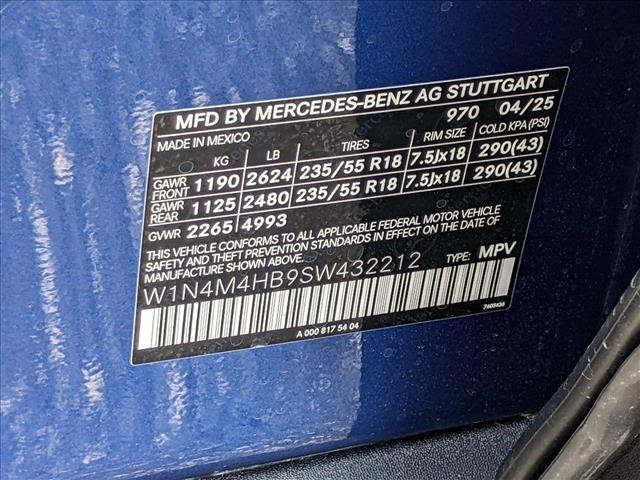 MFD BY MERCEDES-BENZ AG STUTTGART
MADE IN MEXICO 970 04/25
KG LB TIRES RIM SIZE COLD KPA (PSI)
GAWR FRONT 1190 2624 235/55 R18 7.5Jx18 290(43)
GAWR REAR 1125 2480 235/55 R18 7.5Jx18 290(43)
GVWR 2265 4993
THIS VEHICLE CONFORMS TO ALL APPLICABLE FEDERAL MOTOR VEHICLE
SAFETY AND THEFT PREVENTION STANDARDS IN EFFECT ON THE DATE OF
MANUFACTURE SHOWN ABOVE.
W1N4M4HB9SW432212 TYPE: MPV
A 000 817 54 04